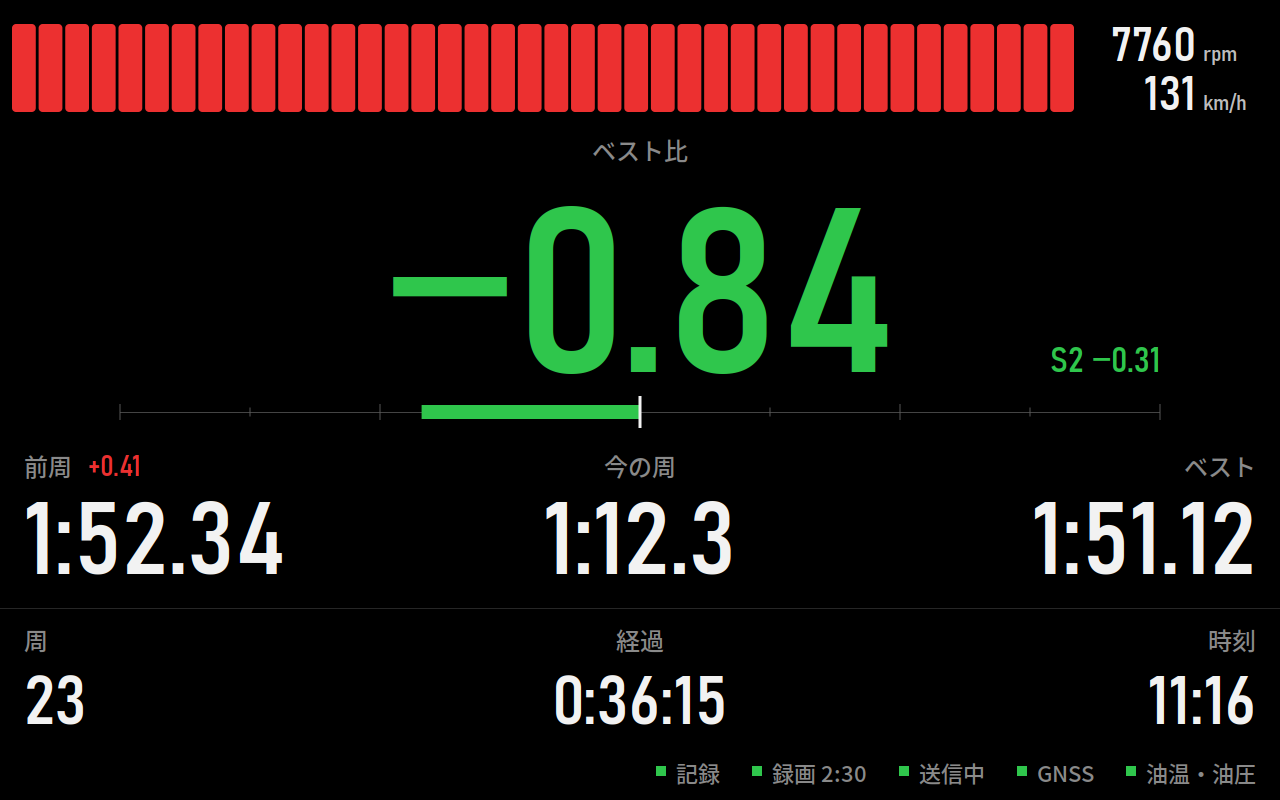 7760 rpm
131 km/h
ベスト比
−0.84
S2 −0.31
前周 +0.41
今の周
ベスト
1:52.34
1:12.3
1:51.12
周
経過
時刻
23
0:36:15
11:16
記録 録画 2:30 送信中 GNSS 油温・油圧